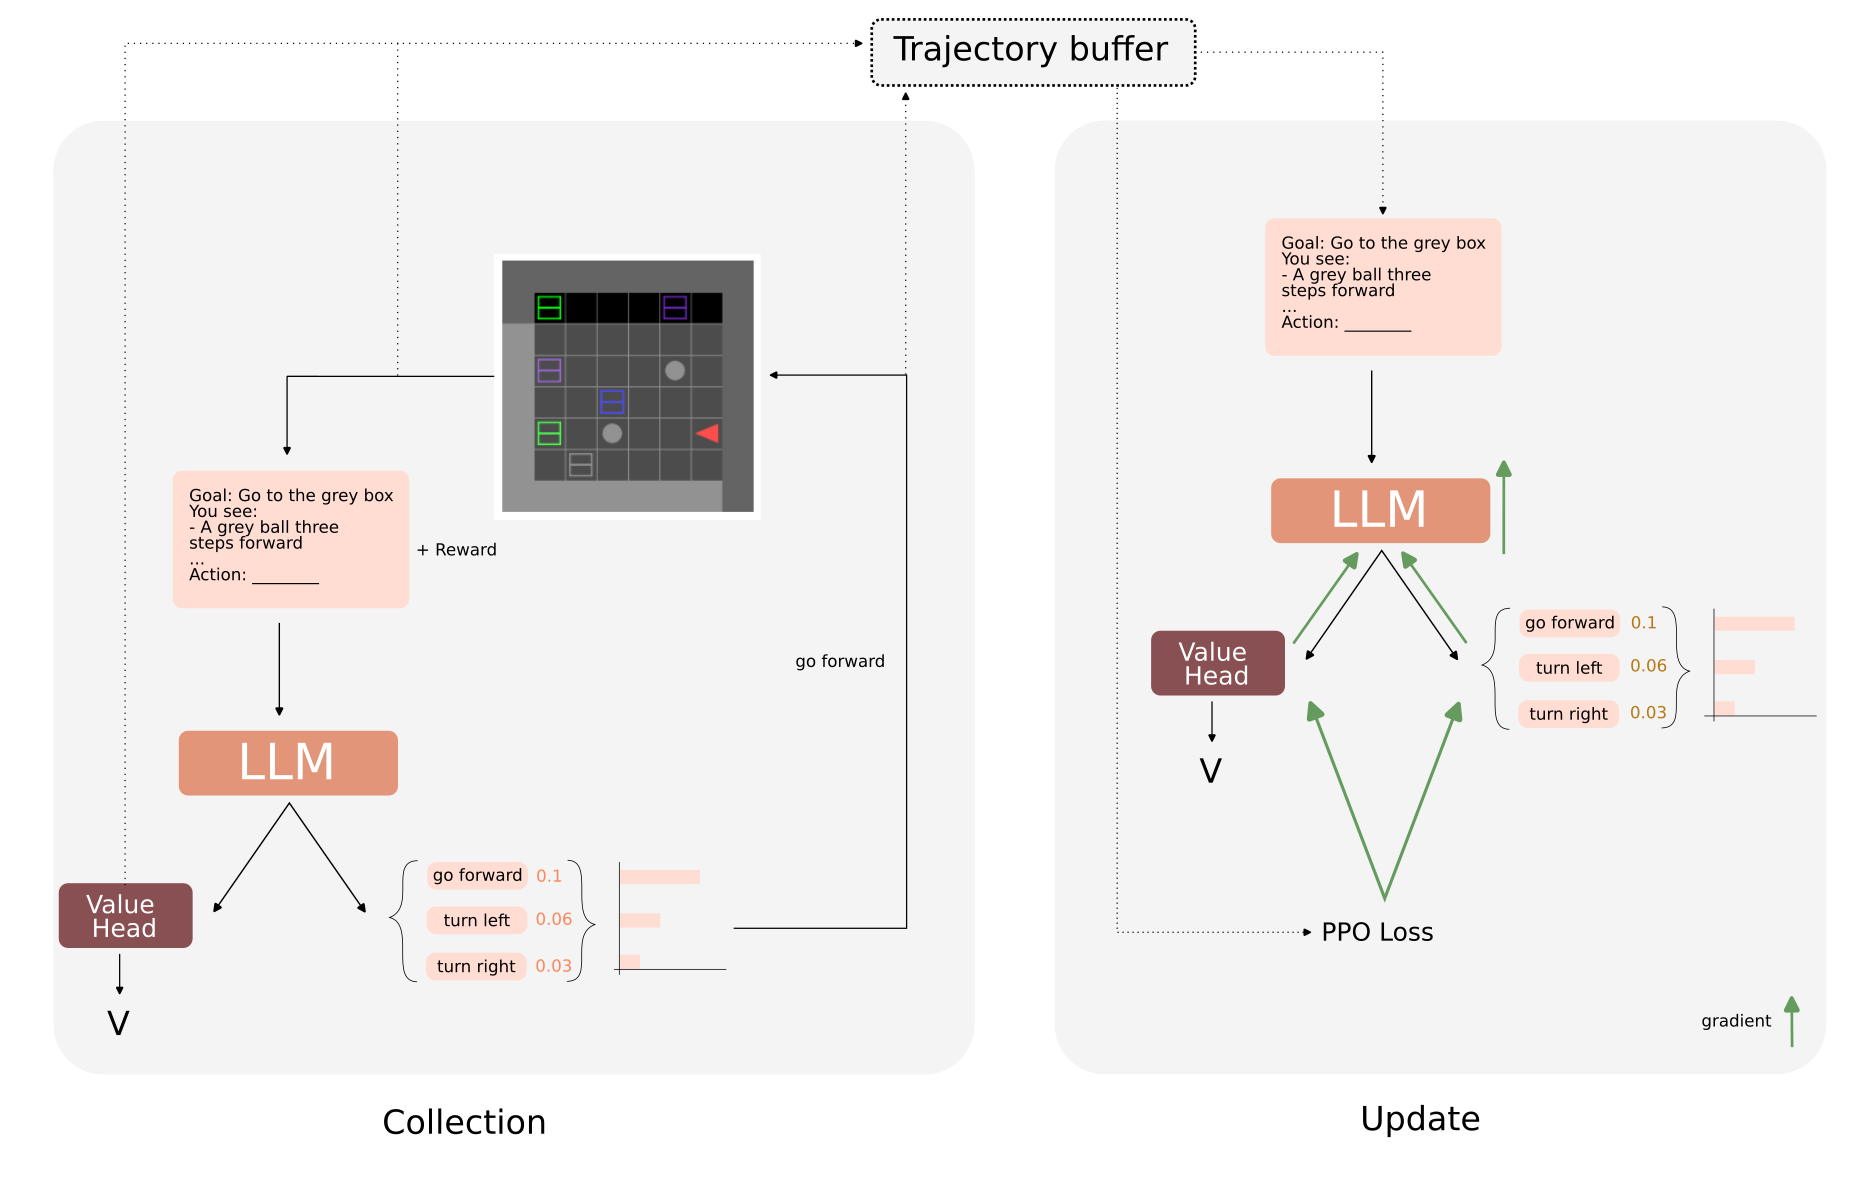 Trajectory buffer
Goal: Go to the grey box
You see:
- A grey ball three
steps forward
...
Action: ________
+ Reward
go forward
LLM
Value
Head
V
go forward 0.1
turn left 0.06
turn right 0.03
Collection
Goal: Go to the grey box
You see:
- A grey ball three
steps forward
...
Action: ________
LLM
Value
Head
V
go forward 0.1
turn left 0.06
turn right 0.03
PPO Loss
gradient
Update